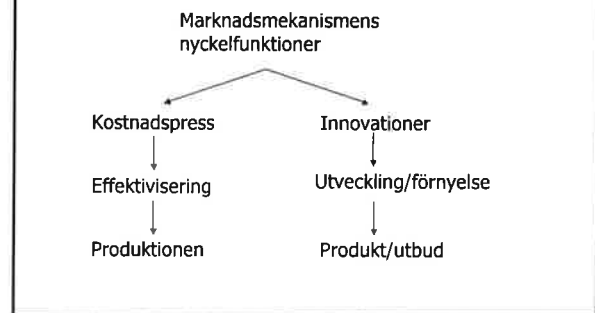 Marknadsmekanismens
nyckelfunktioner
Kostnadspress
Innovationer
Effektivisering
Utveckling/förnyelse
Produktionen
Produkt/utbud